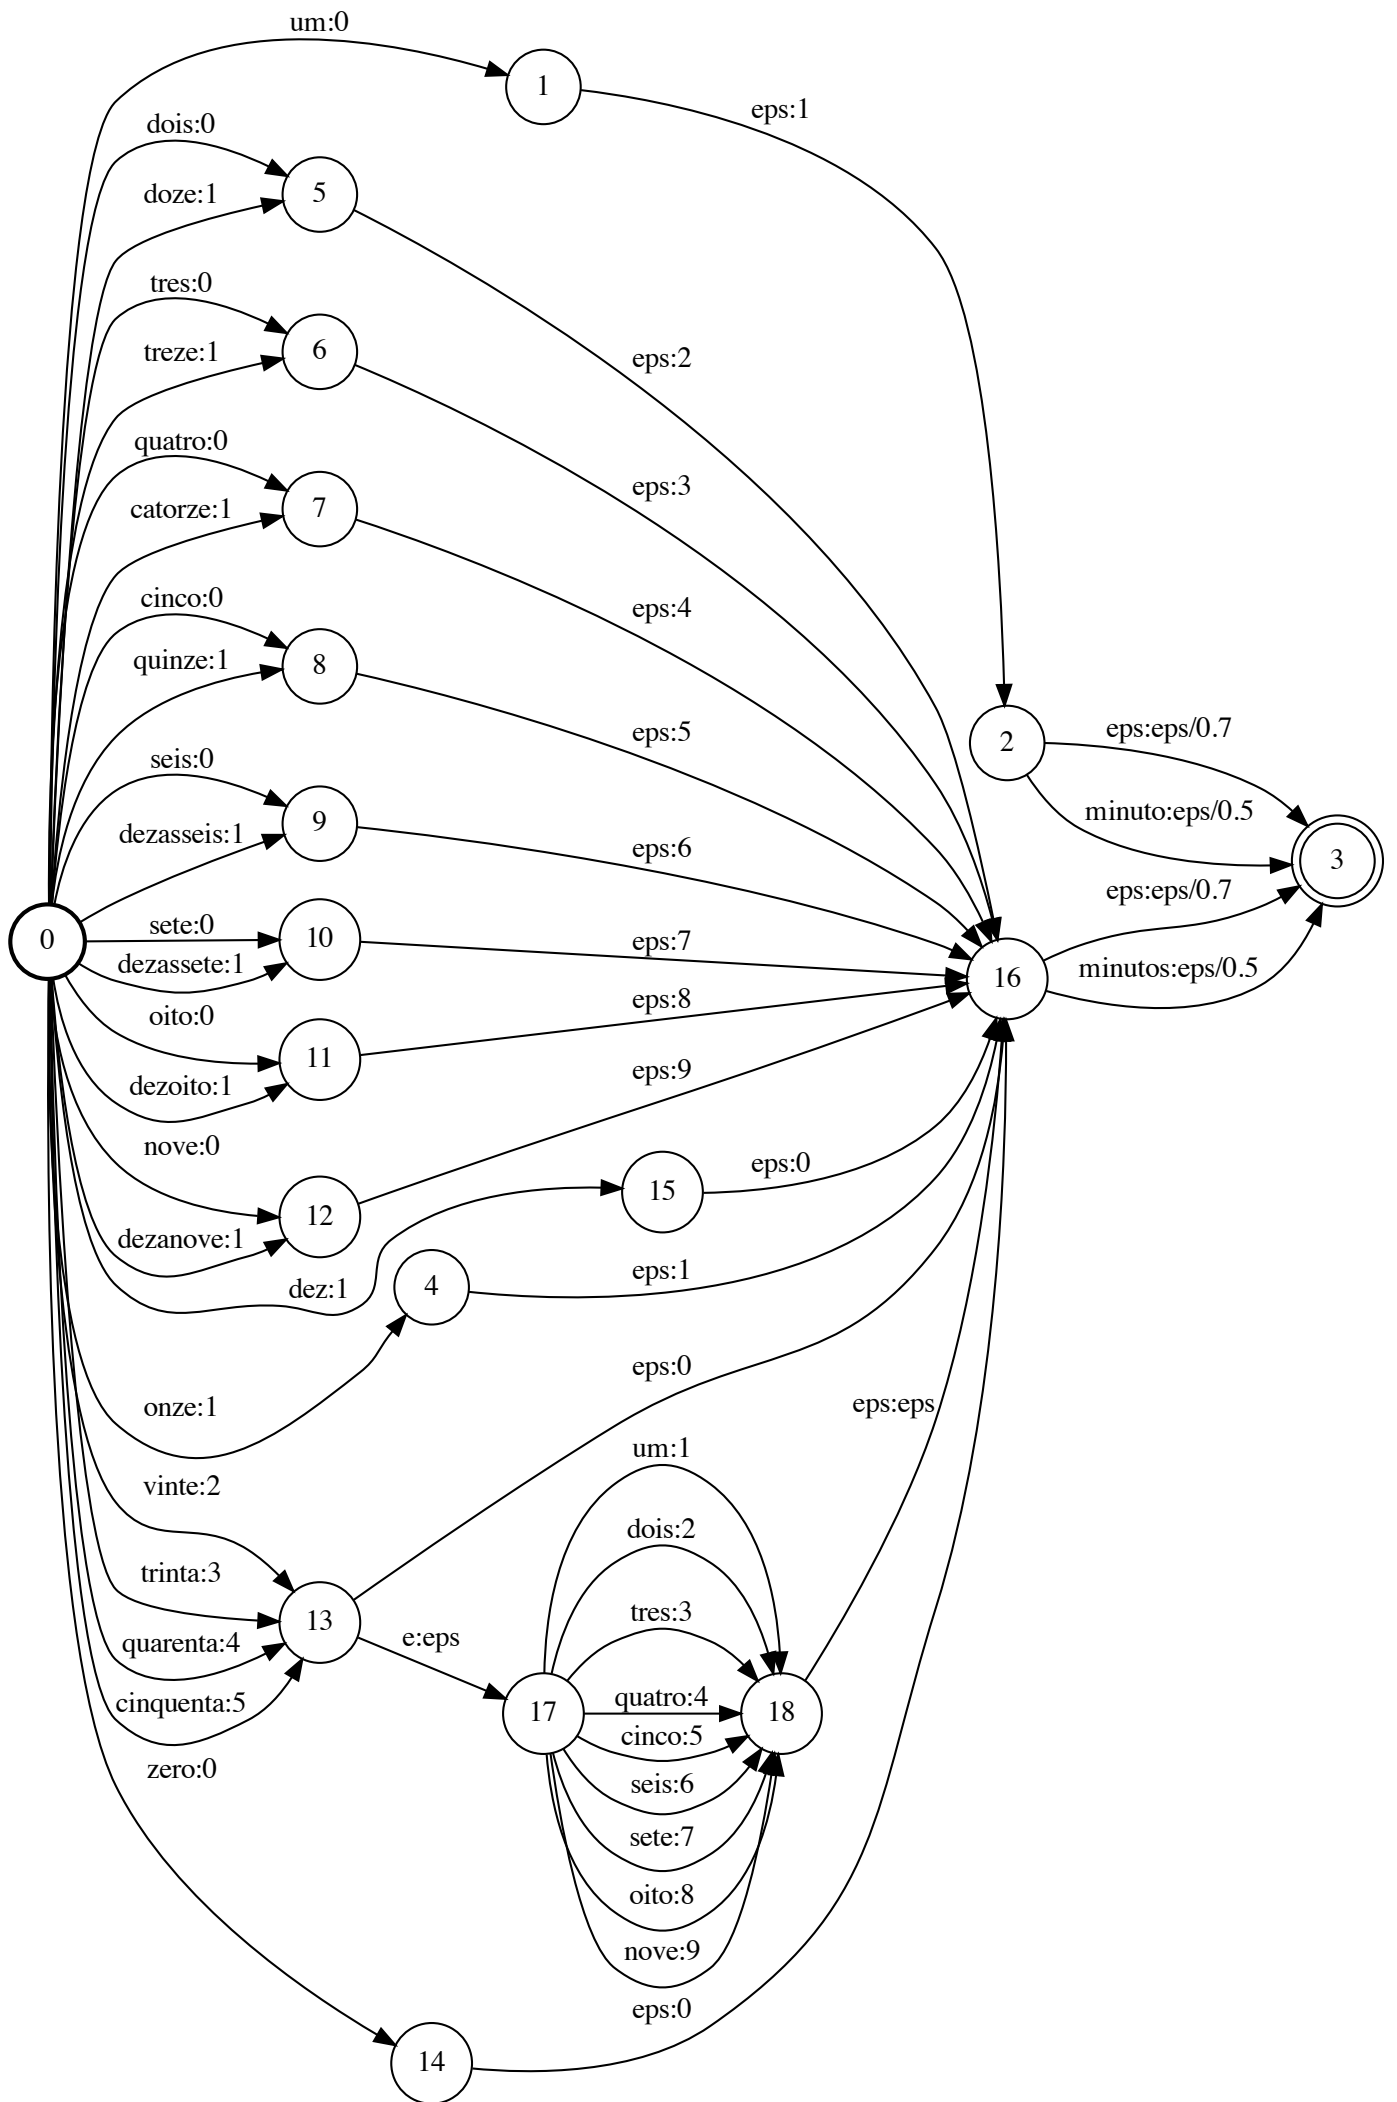 um:0
1
eps:1
dois:0
doze:1
5
tres:0
treze:1
6
eps:2
quatro:0
catorze:1
7
eps:3
cinco:0
quinze:1
8
eps:4
seis:0
dezasseis:1
9
eps:5
2
eps:eps/0.7
minuto:eps/0.5
3
eps:6
0
sete:0
dezassete:1
10
eps:7
eps:eps/0.7
minutos:eps/0.5
16
oito:0
dezoito:1
11
eps:8
nove:0
dezanove:1
12
eps:9
15
eps:0
dez:1
4
eps:1
onze:1
eps:0
eps:eps
vinte:2
trinta:3
quarenta:4
cinquenta:5
13
e:eps
17
um:1
dois:2
tres:3
quatro:4
cinco:5
seis:6
sete:7
oito:8
nove:9
18
zero:0
14
eps:0